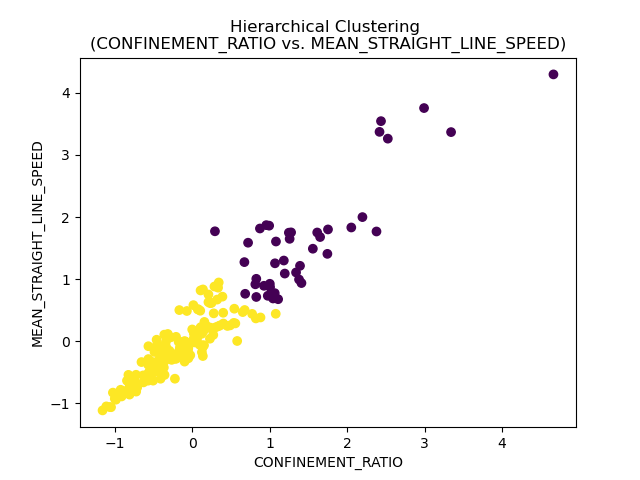 Hierarchical Clustering
(CONFINEMENT_RATIO vs. MEAN_STRAIGHT_LINE_SPEED)
4
3
2
1
0
−1
MEAN_STRAIGHT_LINE_SPEED
−1 0 1 2 3 4
CONFINEMENT_RATIO